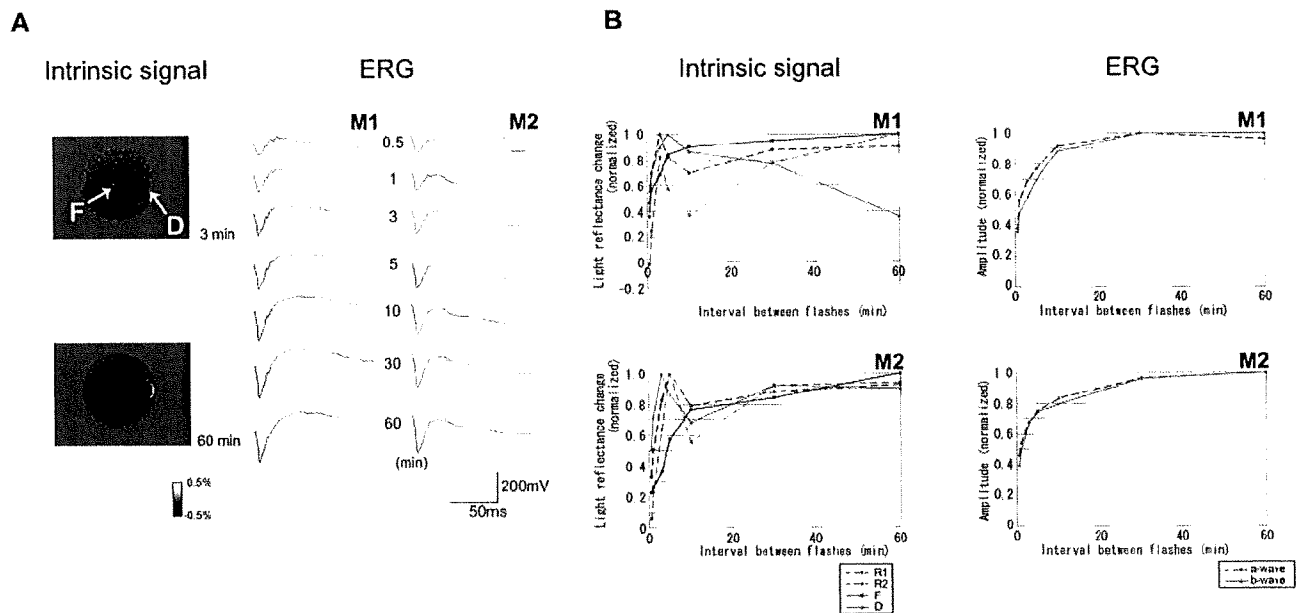 A
Intrinsic signal
ERG
F
D
3 min
60 min
0.5%
-0.5%
M1
M2
0.5
1
3
5
10
30
60
(min)
200mV
50ms
B
Intrinsic signal
ERG
M1
Light reflectance change
(normalized)
1.0
0.8
0.6
0.4
0.2
0
-0.2
20
40
60
Interval between flashes (min)
M1
Amplitude (normalized)
1.0
0.8
0.6
0.4
0.2
0
0
20
40
60
Interval between flashes (min)
M2
Light reflectance change
(normalized)
1.0
0.8
0.6
0.4
0.2
0
0
20
40
60
Interval between flashes (min)
R1
R2
F
D
M2
Amplitude (normalized)
1.0
0.8
0.6
0.4
0.2
0
0
20
40
60
Interval between flashes (min)
a-wave
b-wave